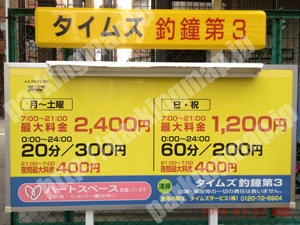 タイムズ 釣鐘第3
月～土曜
7:00～21:00
最大料金 2,400円
0:00～24:00
20分/300円
21:00～7:00
夜間最大料金 400円
日・祝
7:00～21:00
最大料金 1,200円
0:00～24:00
60分/200円
21:00～7:00
夜間最大料金 400円
ハートスペース
タイムズ 釣鐘第3
タイムズサービス(株) 0120-72-8924